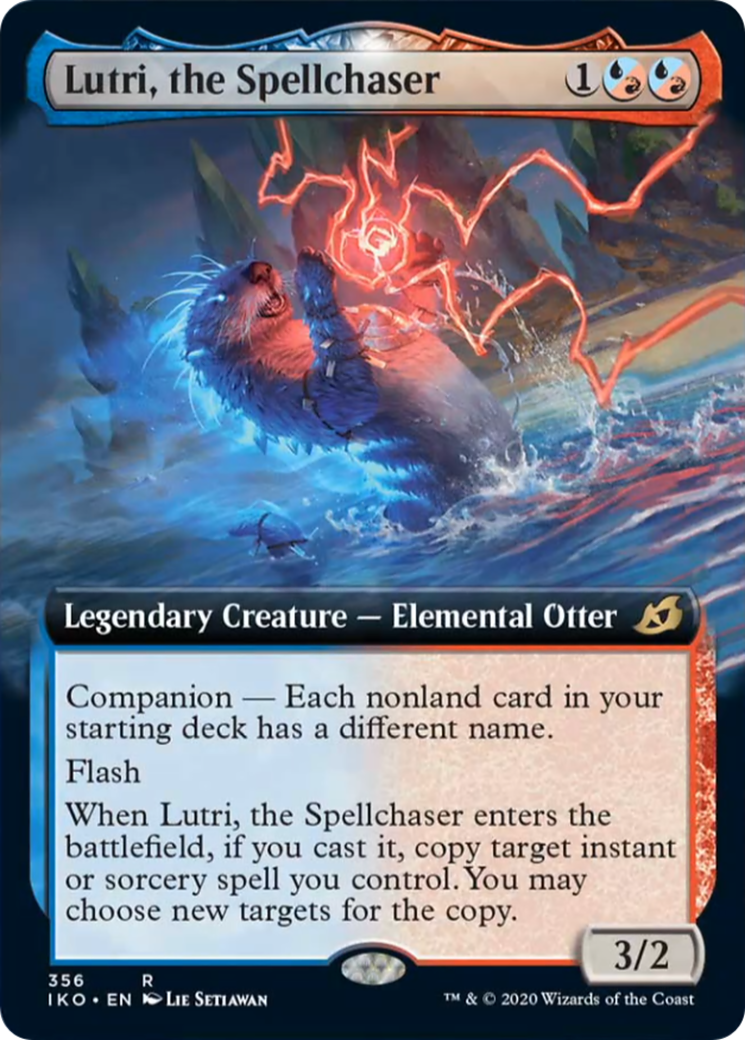 Lutri, the Spellchaser 1
Legendary Creature — Elemental Otter
Companion — Each nonland card in your
starting deck has a different name.
Flash
When Lutri, the Spellchaser enters the
battlefield, if you cast it, copy target instant
or sorcery spell you control. You may
choose new targets for the copy.
3/2
356 R
IKO • EN Lie Setiawan
™ & © 2020 Wizards of the Coast